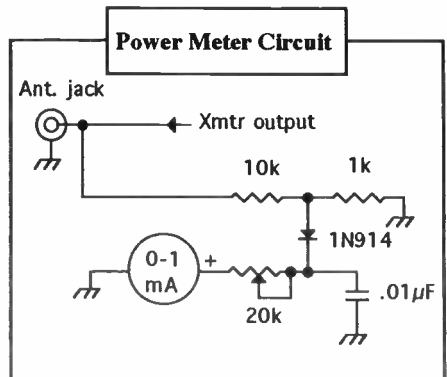 Power Meter Circuit
Ant. jack
Xmtr output
10k
1k
1N914
0-1
mA
+
20k
.01µF